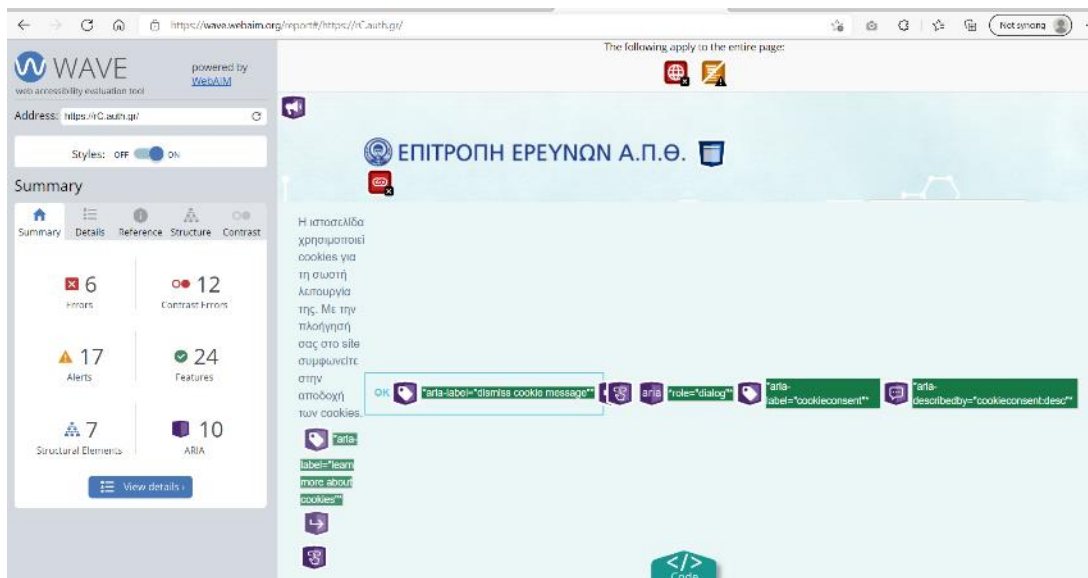 https://wave.webaim.org/report#/https://rC.auth.gr/
Not syncing
WAVE
web accessibility evaluation tool
powered by
WebAIM
Address: https://rC.auth.gr/
Styles: OFF ON
Summary
Summary Details Reference Structure Contrast
6
Errors
12
Contrast Errors
17
Alerts
24
Features
7
Structural Elements
10
ARIA
View details ›
The following apply to the entire page:
ΕΠΙΤΡΟΠΗ ΕΡΕΥΝΩΝ Α.Π.Θ.
Η ιστοσελίδα
χρησιμοποιεί
cookies για
τη σωστή
λειτουργία
της. Με την
πλοήγησή
σας στο site
συμφωνείτε
στην
αποδοχή
των cookies.
OK *aria-label="dismiss cookie message"*
aria *role="dialog"*
*aria-
label="cookieconsent"*
*aria-
describedby="cookieconsent:desc"*
*aria-
label="learn
more about
cookies"*
</>
Code